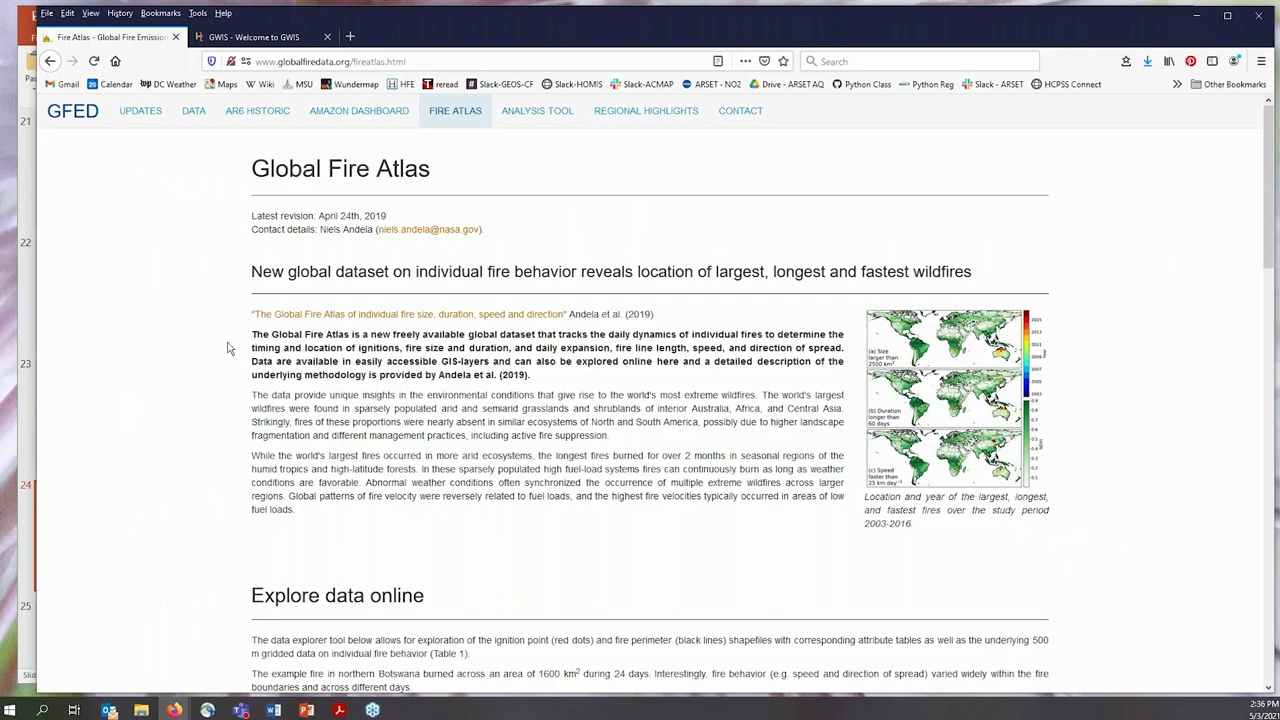 File Edit View History Bookmarks Tools Help
Fire Atlas - Global Fire Emission
GWIS - Welcome to GWIS
www.globalfiredata.org/fireatlas.html
Search
Gmail Calendar DC Weather Maps Wiki MSU Wundermap HFE reread Slack-GEOS-CF Slack-HOMIS Slack-ACMAP ARSET - NO2 Drive - ARSET AQ Python Class Python Reg Slack - ARSET HCPSS Connect Other Bookmarks
GFED UPDATES DATA AR6 HISTORIC AMAZON DASHBOARD FIRE ATLAS ANALYSIS TOOL REGIONAL HIGHLIGHTS CONTACT
21
22
23
24
25
Global Fire Atlas
Latest revision: April 24th, 2019
Contact details: Niels Andela (niels.andela@nasa.gov).
New global dataset on individual fire behavior reveals location of largest, longest and fastest wildfires
"The Global Fire Atlas of individual fire size, duration, speed and direction" Andela et al. (2019)
The Global Fire Atlas is a new freely available global dataset that tracks the daily dynamics of individual fires to determine the
timing and location of ignitions, fire size and duration, and daily expansion, fire line length, speed, and direction of spread.
Data are available in easily accessible GIS-layers and can also be explored online here and a detailed description of the
underlying methodology is provided by Andela et al. (2019).
The data provide unique insights in the environmental conditions that give rise to the world's most extreme wildfires. The world's largest
wildfires were found in sparsely populated arid and semiarid grasslands and shrublands of interior Australia, Africa, and Central Asia.
Strikingly, fires of these proportions were nearly absent in similar ecosystems of North and South America, possibly due to higher landscape
fragmentation and different management practices, including active fire suppression.
While the world's largest fires occurred in more arid ecosystems, the longest fires burned for over 2 months in seasonal regions of the
humid tropics and high-latitude forests. In these sparsely populated high fuel-load systems fires can continuously burn as long as weather
conditions are favorable. Abnormal weather conditions often synchronized the occurrence of multiple extreme wildfires across larger
regions. Global patterns of fire velocity were reversely related to fuel loads, and the highest fire velocities typically occurred in areas of low
fuel loads.
(a) Size
larger than
2500 km²
(b) Duration
longer than
60 days
(c) Speed
faster than
25 km day⁻¹
Location and year of the largest, longest,
and fastest fires over the study period
2003-2016.
Explore data online
The data explorer tool below allows for exploration of the ignition point (red dots) and fire perimeter (black lines) shapefiles with corresponding attribute tables as well as the underlying 500
m gridded data on individual fire behavior (Table 1).
The example fire in northern Botswana burned across an area of 1600 km² during 24 days. Interestingly, fire behavior (e.g. speed and direction of spread) varied widely within the fire
boundaries and across different days.
2:36 PM
5/3/2021